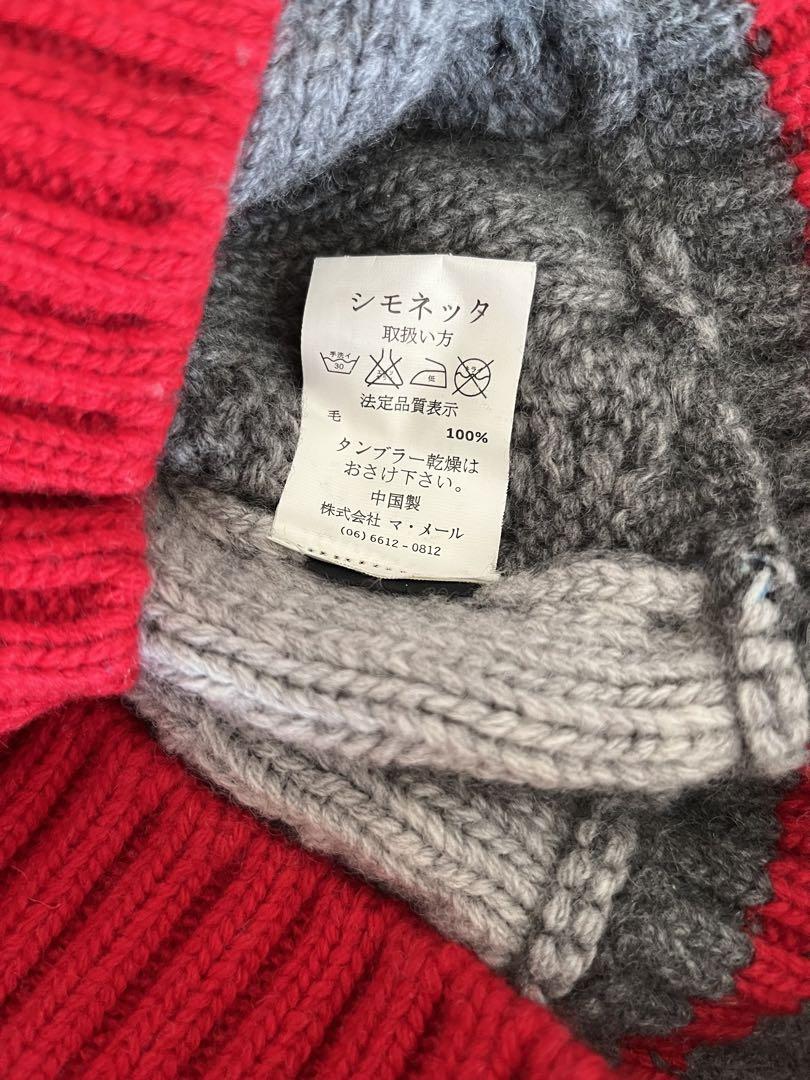 シモネッタ
取扱い方
手洗イ
30
低
法定品質表示
毛 100%
タンブラー乾燥は
おさけ下さい。
中国製
株式会社 マ・メール
(06)6612-0812